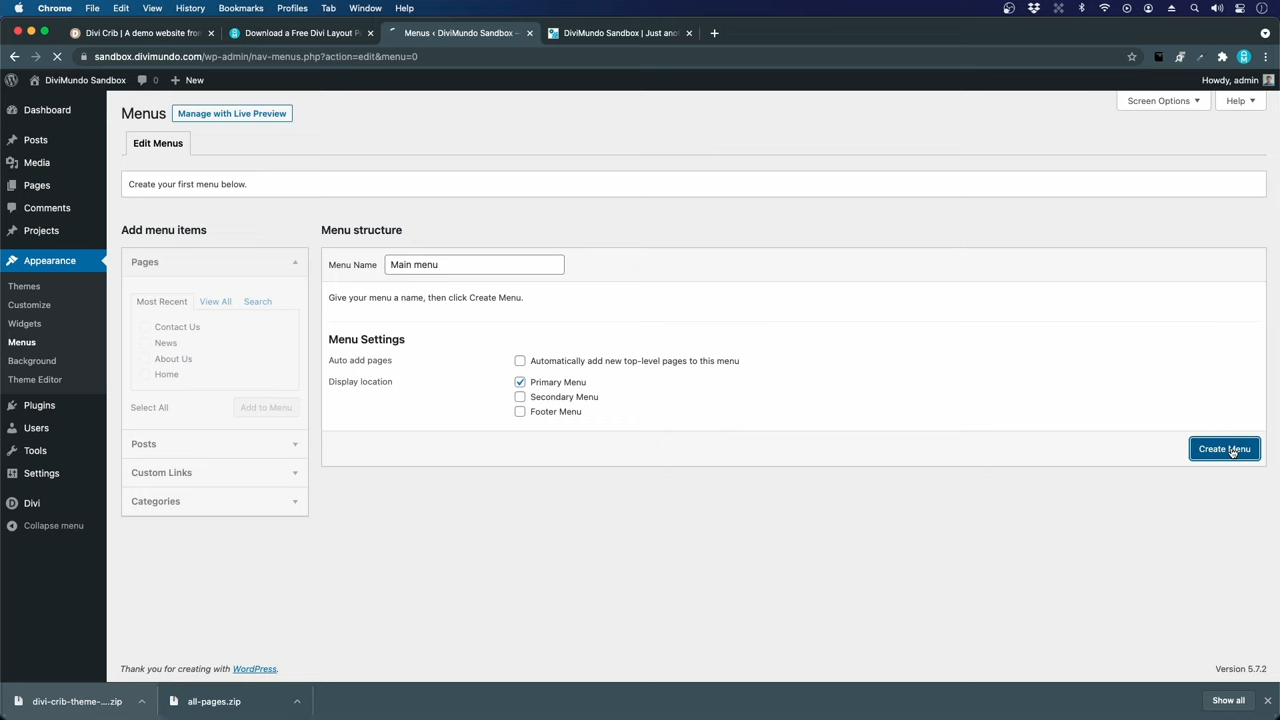 Chrome File Edit View History Bookmarks Profiles Tab Window Help
Divi Crib | A demo website from
Download a Free Divi Layout P
Menus ‹ DiviMundo Sandbox –
DiviMundo Sandbox | Just anot
sandbox.divimundo.com/wp-admin/nav-menus.php?action=edit&menu=0
DiviMundo Sandbox 0 New
Howdy, admin
Dashboard
Posts
Media
Pages
Comments
Projects
Appearance
Themes
Customize
Widgets
Menus
Background
Theme Editor
Plugins
Users
Tools
Settings
Divi
Collapse menu
Screen Options
Help
Menus
Manage with Live Preview
Edit Menus
Create your first menu below.
Add menu items
Pages
Most Recent View All Search
Contact Us
News
About Us
Home
Select All Add to Menu
Posts
Custom Links
Categories
Menu structure
Menu Name Main menu
Give your menu a name, then click Create Menu.
Menu Settings
Auto add pages Automatically add new top-level pages to this menu
Display location Primary Menu
Secondary Menu
Footer Menu
Create Menu
Thank you for creating with WordPress.
Version 5.7.2
divi-crib-theme-....zip
all-pages.zip
Show all